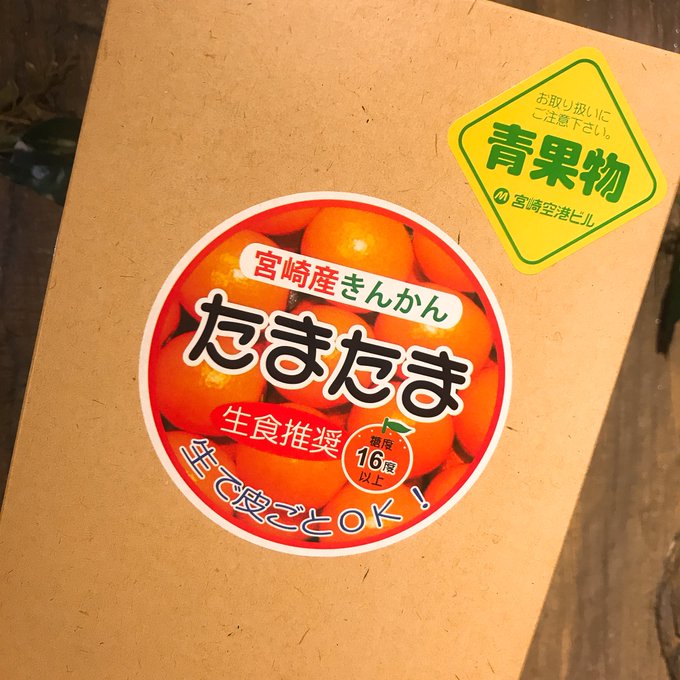 お取り扱いに
ご注意下さい。
青果物
M 宮崎空港ビル
宮崎産きんかん
たまたま
生食推奨
糖度
16度
以上
生で皮ごとOK!